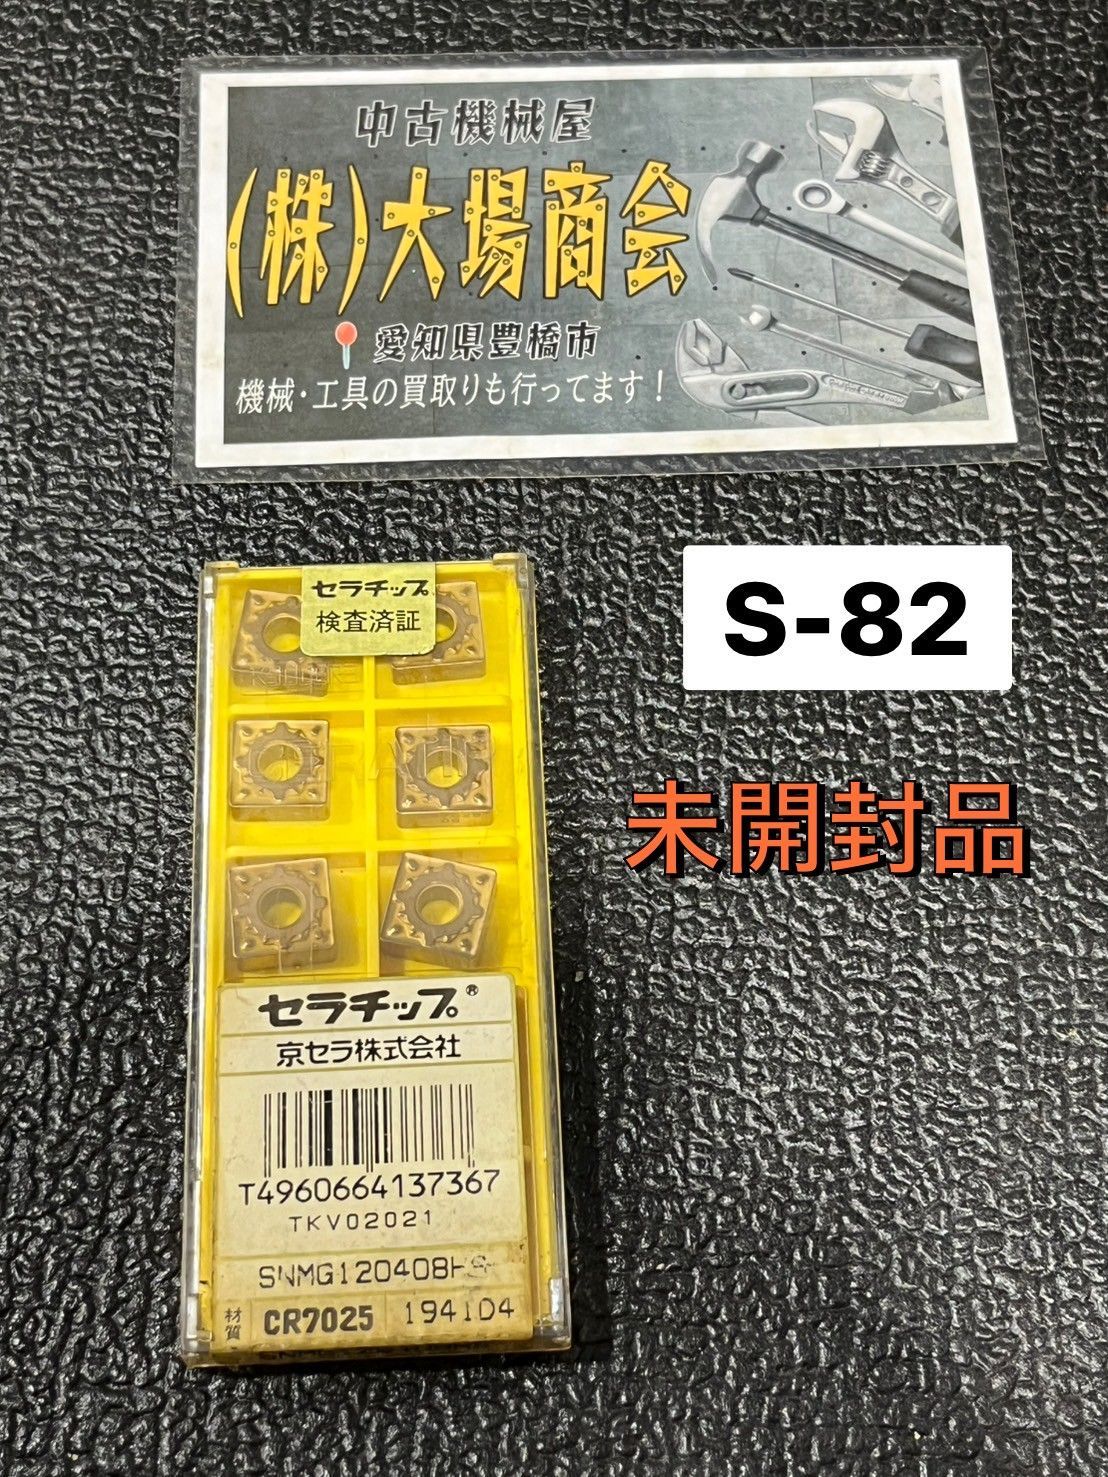 中古機械屋
(株)大場商会
愛知県豊橋市
機械・工具の買取りも行ってます!
S-82
未開封品
セラチップ
検査済証
セラチップ®
京セラ株式会社
T4960664137367
TKV02021
SNMG120408HS
材質 CR7025 194104